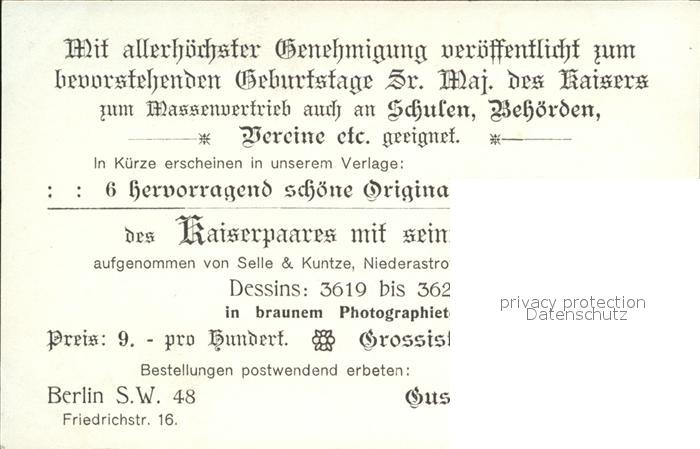 Mit allerhöchster Genehmigung veröffentlicht zum
bevorstehenden Geburtstage Sr. Maj. des Kaisers
zum Massenvertrieb auch an Schulen, Behörden,
Vereine etc. geeignet.
In Kürze erscheinen in unserem Verlage:
: : 6 hervorragend schöne Origina
des Kaiserpaares mit sein
aufgenommen von Selle & Kuntze, Niederastro
Dessins: 3619 bis 362
in braunem Photographiet
privacy protection
Datenschutz
Preis: 9. - pro Hundert. Grossis
Bestellungen postwendend erbeten:
Berlin S.W. 48 Gus
Friedrichstr. 16.